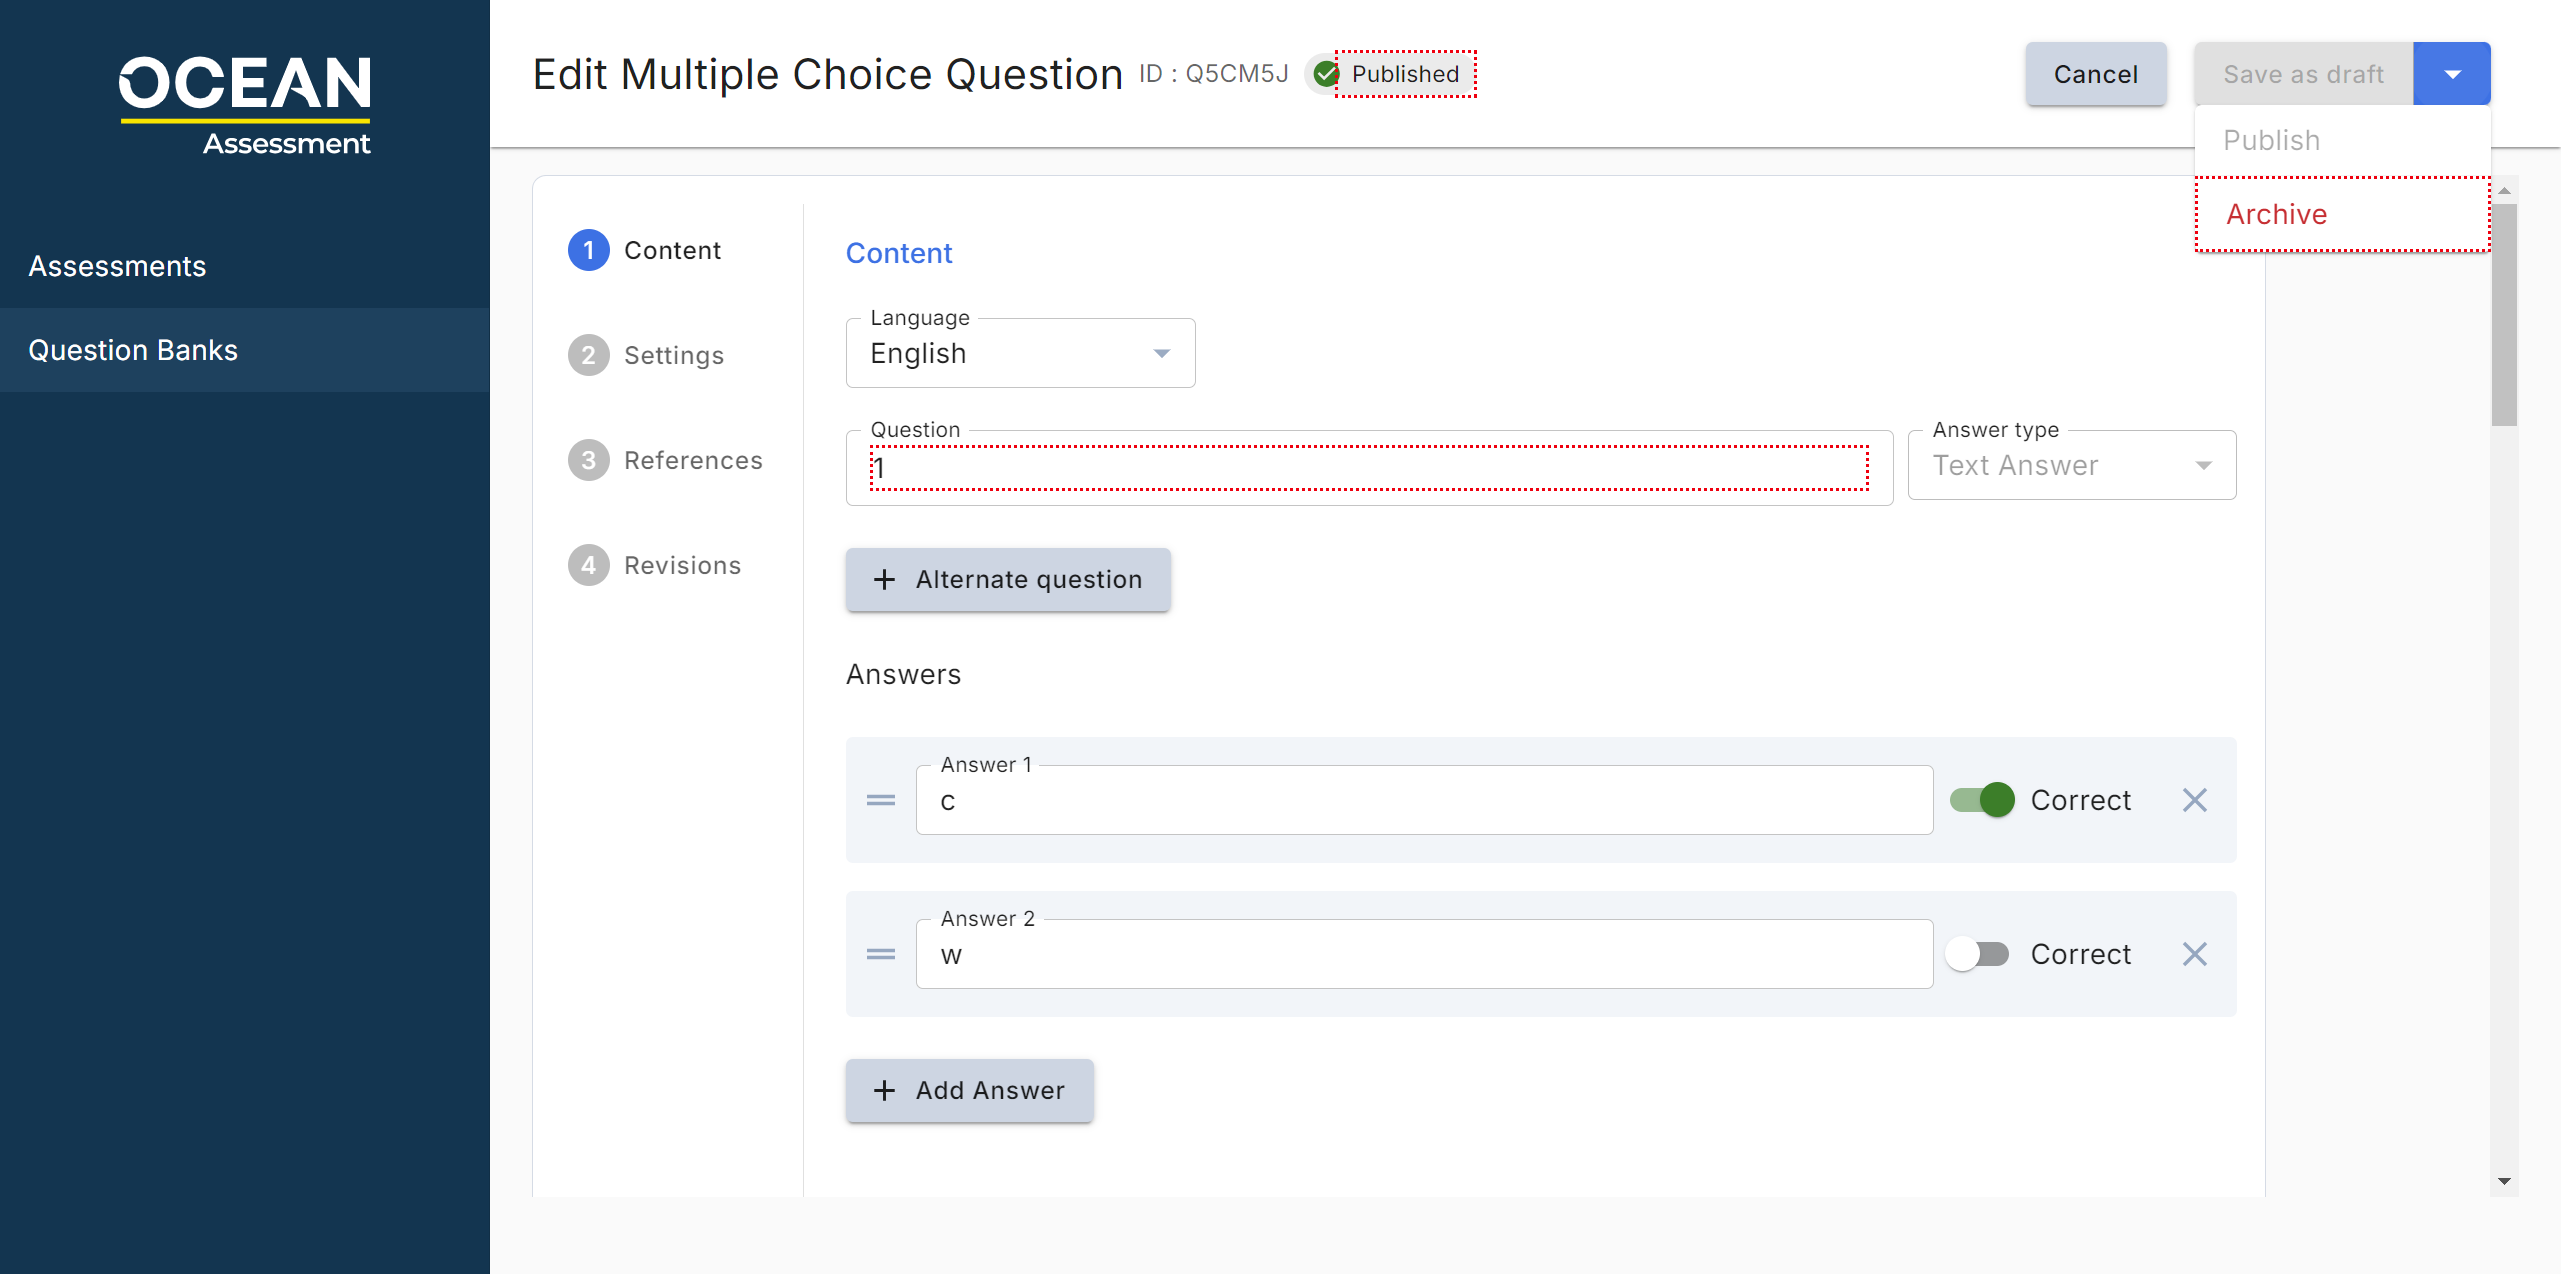 OCEAN
Assessment
Assessments
Question Banks
Edit Multiple Choice Question ID : Q5CM5J Published
Cancel
Save as draft
Publish
Archive
1 Content
2 Settings
3 References
4 Revisions
Content
Language
English
Question
1
Answer type
Text Answer
+ Alternate question
Answers
Answer 1
c
Correct
Answer 2
w
Correct
+ Add Answer